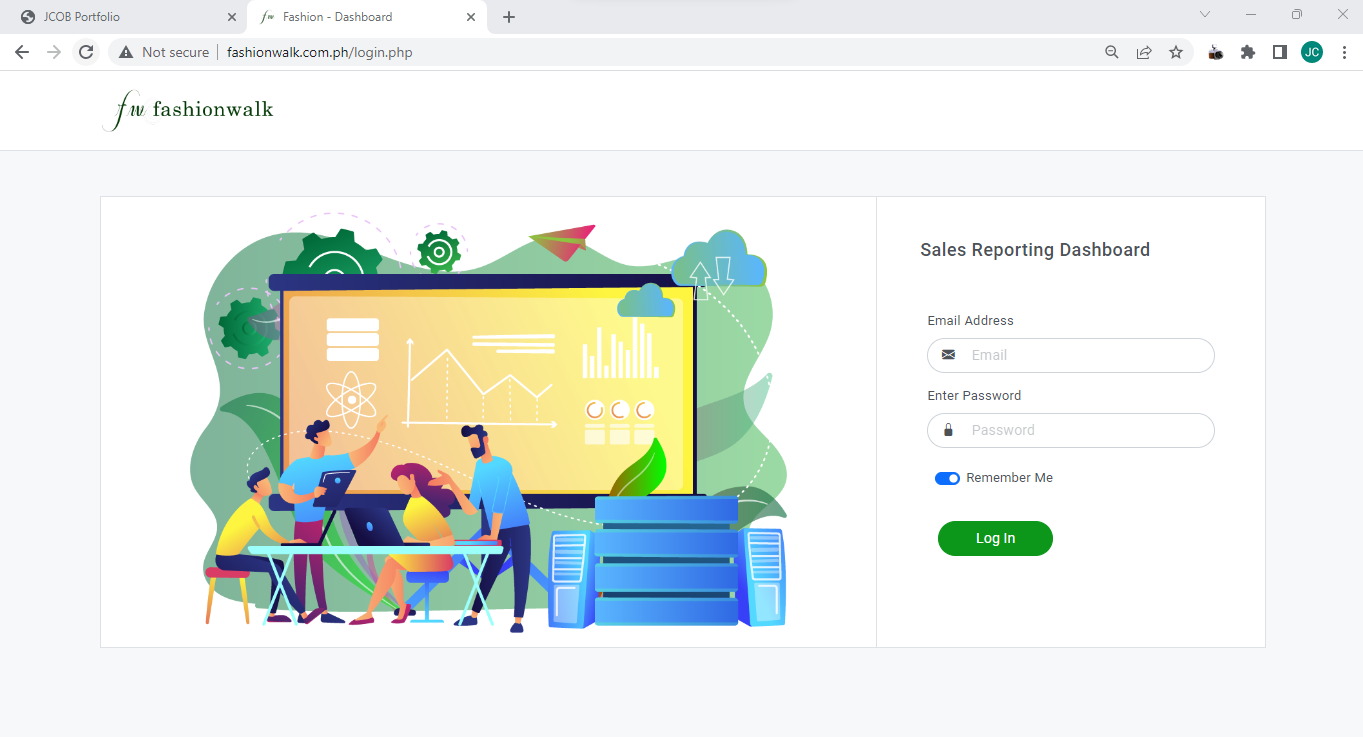 JCOB Portfolio
Fashion - Dashboard
Not secure
fashionwalk.com.ph/login.php
JC
fw fashionwalk
Sales Reporting Dashboard
Email Address
Email
Enter Password
Password
Remember Me
Log In